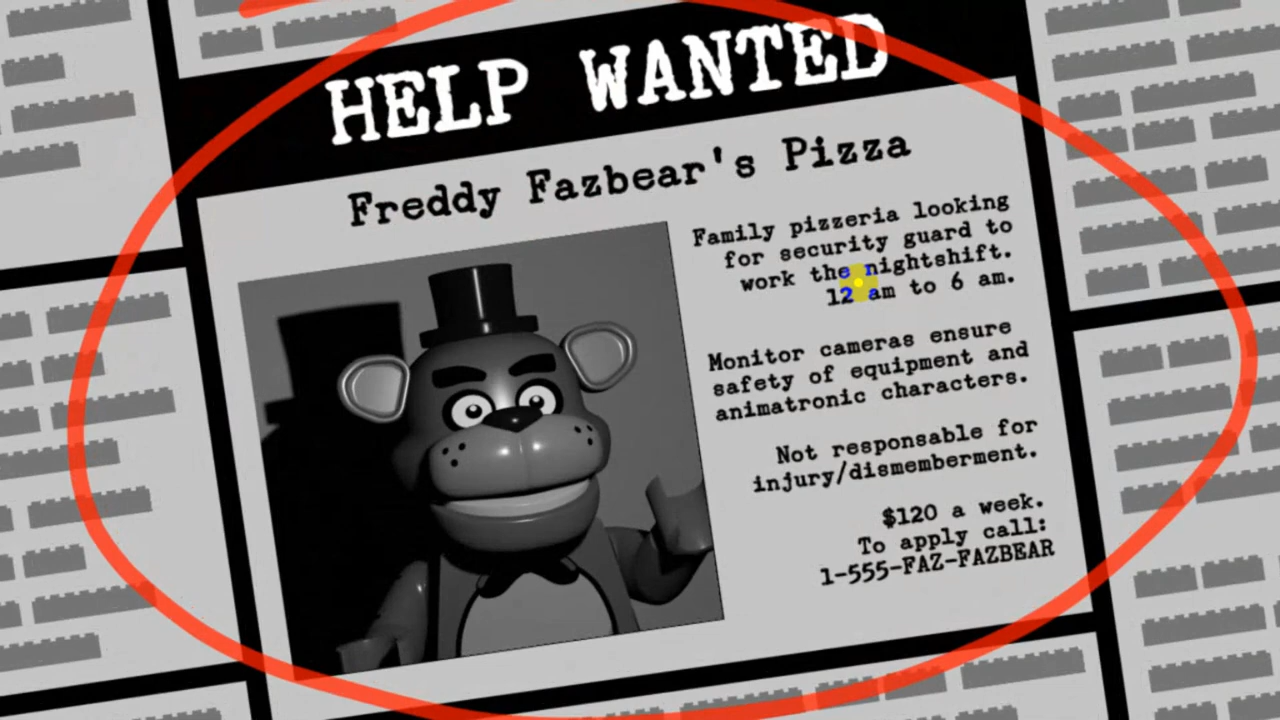 HELP WANTED
Freddy Fazbear's Pizza
Family pizzeria looking
for security guard to
work the nightshift.
12 am to 6 am.
Monitor cameras ensure
safety of equipment and
animatronic characters.
Not responsable for
injury/dismemberment.
$120 a week.
To apply call:
1-555-FAZ-FAZBEAR